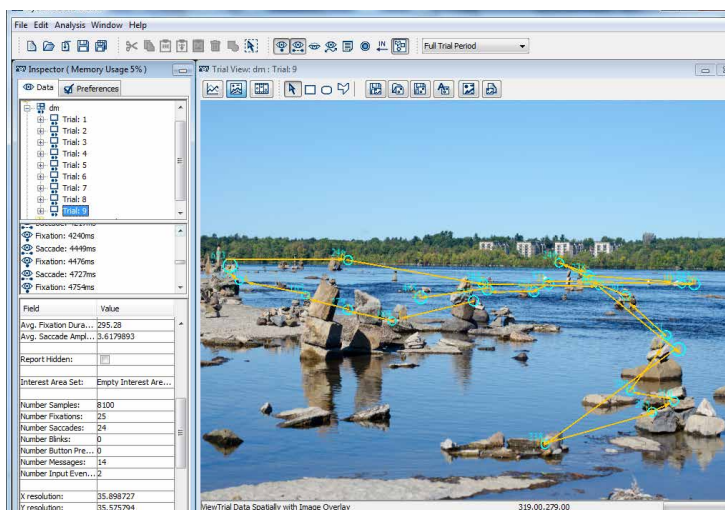 File Edit Analysis Window Help
Full Trial Period
Inspector ( Memory Usage 5% )
Data
Preferences
dm
Trial: 1
Trial: 2
Trial: 3
Trial: 4
Trial: 5
Trial: 6
Trial: 7
Trial: 8
Trial: 9
Fixation: 4240ms
Saccade: 4449ms
Fixation: 4476ms
Saccade: 4727ms
Fixation: 4754ms
Field Value
Avg. Fixation Dura... 295.28
Avg. Saccade Ampl... 3.6179893
Report Hidden:
Interest Area Set: Empty Interest Are...
Number Samples: 8100
Number Fixations: 25
Number Saccades: 24
Number Blinks: 0
Number Button Pre... 0
Number Messages: 14
Number Input Even... 2
X resolution: 35.898727
Y resolution: 35.575794
Trial View: dm : Trial: 9
ViewTrial Data Spatially with Image Overlay
319.00,279.00